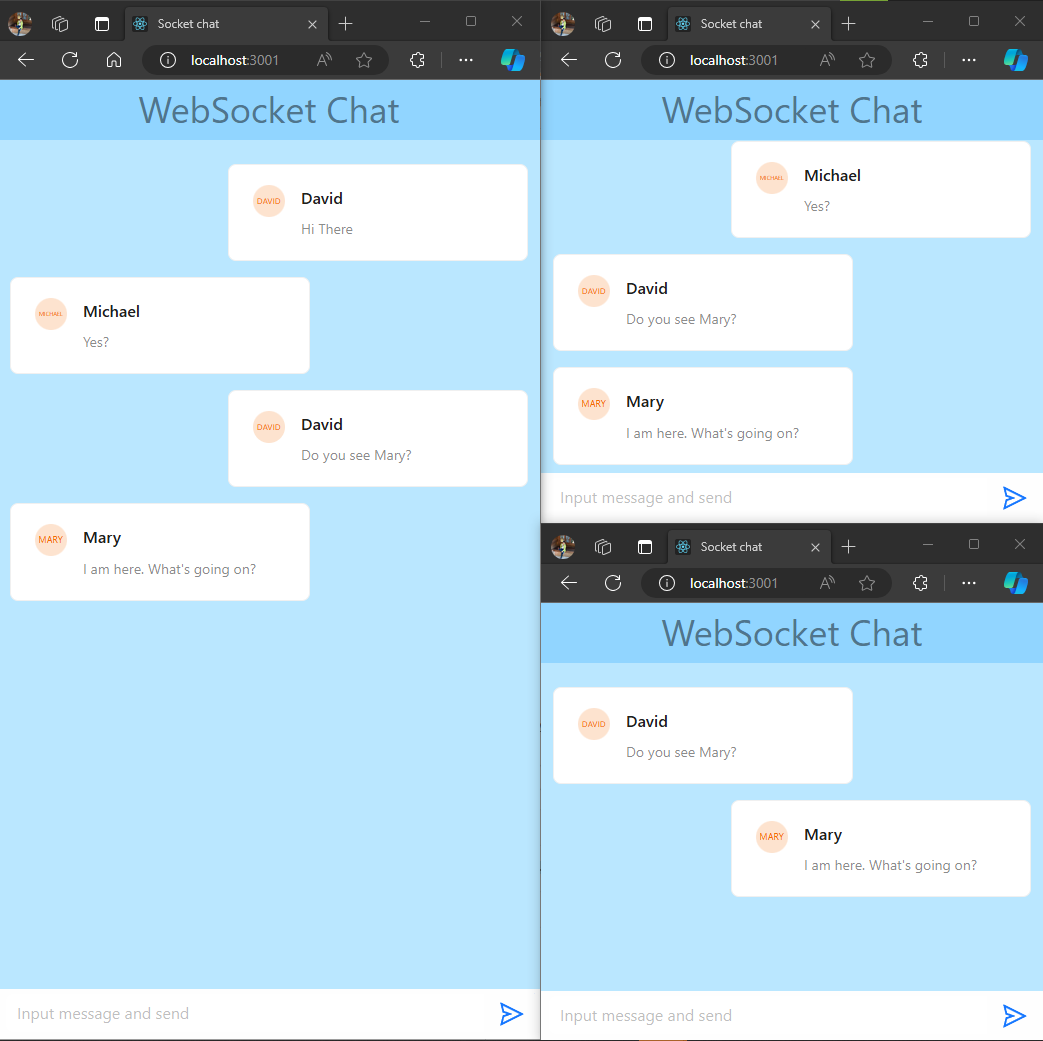 Socket chat
localhost:3001
WebSocket Chat
DAVID
David
Hi There
MICHAEL
Michael
Yes?
DAVID
David
Do you see Mary?
MARY
Mary
I am here. What's going on?
Input message and send
Socket chat
localhost:3001
WebSocket Chat
MICHAEL
Michael
Yes?
DAVID
David
Do you see Mary?
MARY
Mary
I am here. What's going on?
Input message and send
Socket chat
localhost:3001
WebSocket Chat
DAVID
David
Do you see Mary?
MARY
Mary
I am here. What's going on?
Input message and send